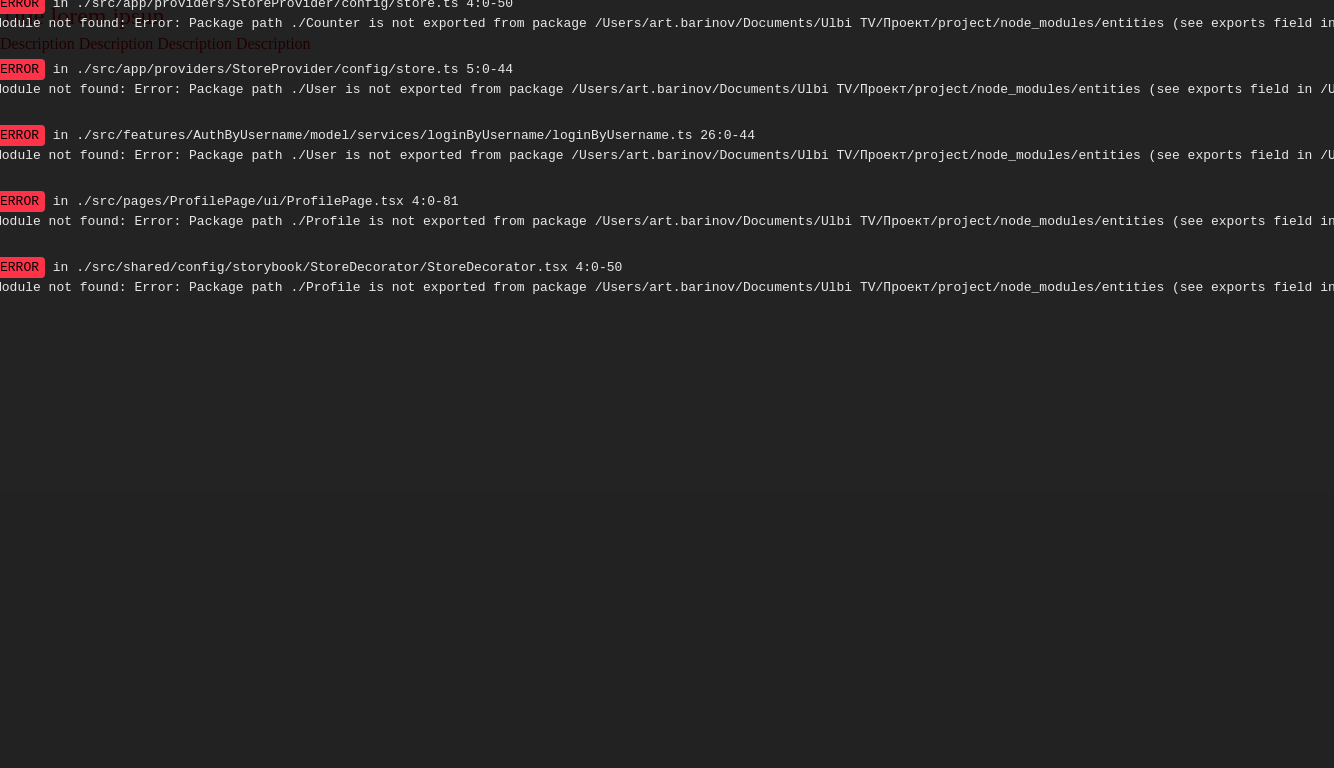 ERROR in ./src/app/providers/StoreProvider/config/store.ts 4:0-50
Title lorem ipsun
Module not found: Error: Package path ./Counter is not exported from package /Users/art.barinov/Documents/Ulbi TV/Проект/project/node_modules/entities (see exports field in
Description Description Description Description
ERROR in ./src/app/providers/StoreProvider/config/store.ts 5:0-44
Module not found: Error: Package path ./User is not exported from package /Users/art.barinov/Documents/Ulbi TV/Проект/project/node_modules/entities (see exports field in /U
ERROR in ./src/features/AuthByUsername/model/services/loginByUsername/loginByUsername.ts 26:0-44
Module not found: Error: Package path ./User is not exported from package /Users/art.barinov/Documents/Ulbi TV/Проект/project/node_modules/entities (see exports field in /U
ERROR in ./src/pages/ProfilePage/ui/ProfilePage.tsx 4:0-81
Module not found: Error: Package path ./Profile is not exported from package /Users/art.barinov/Documents/Ulbi TV/Проект/project/node_modules/entities (see exports field in
ERROR in ./src/shared/config/storybook/StoreDecorator/StoreDecorator.tsx 4:0-50
Module not found: Error: Package path ./Profile is not exported from package /Users/art.barinov/Documents/Ulbi TV/Проект/project/node_modules/entities (see exports field in